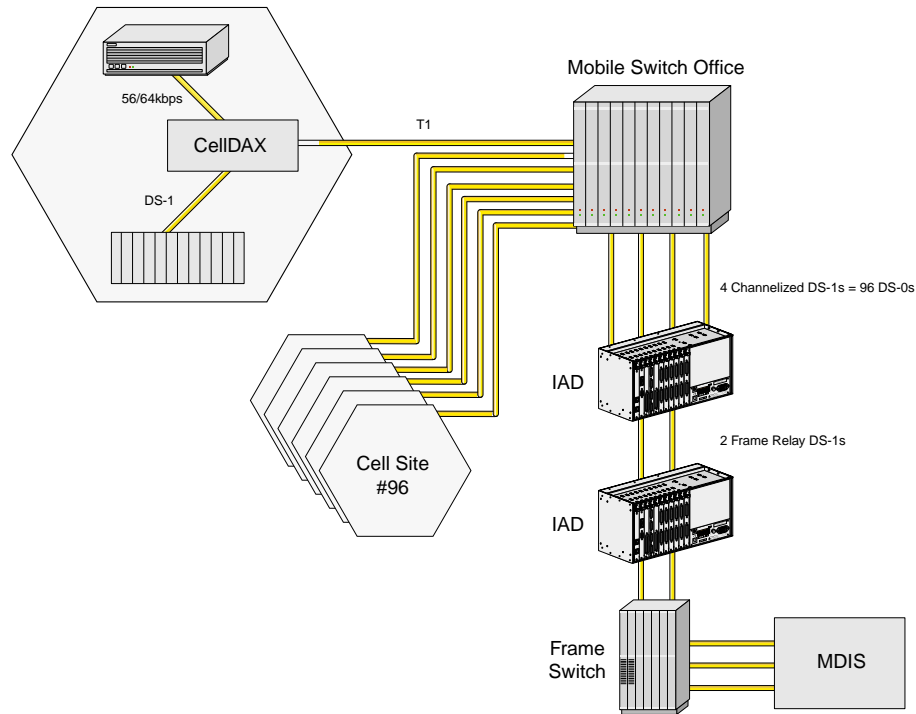 Mobile Switch Office
56/64kbps
T1
CellDAX
DS-1
4 Channelized DS-1s = 96 DS-0s
IAD
2 Frame Relay DS-1s
Cell Site
#96
IAD
Frame
Switch
MDIS